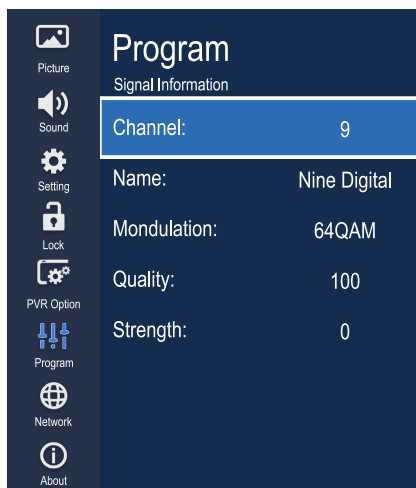 Picture
Sound
Setting
Lock
PVR Option
Program
Network
About
Program
Signal Information
Channel: 9
Name: Nine Digital
Mondulation: 64QAM
Quality: 100
Strength: 0